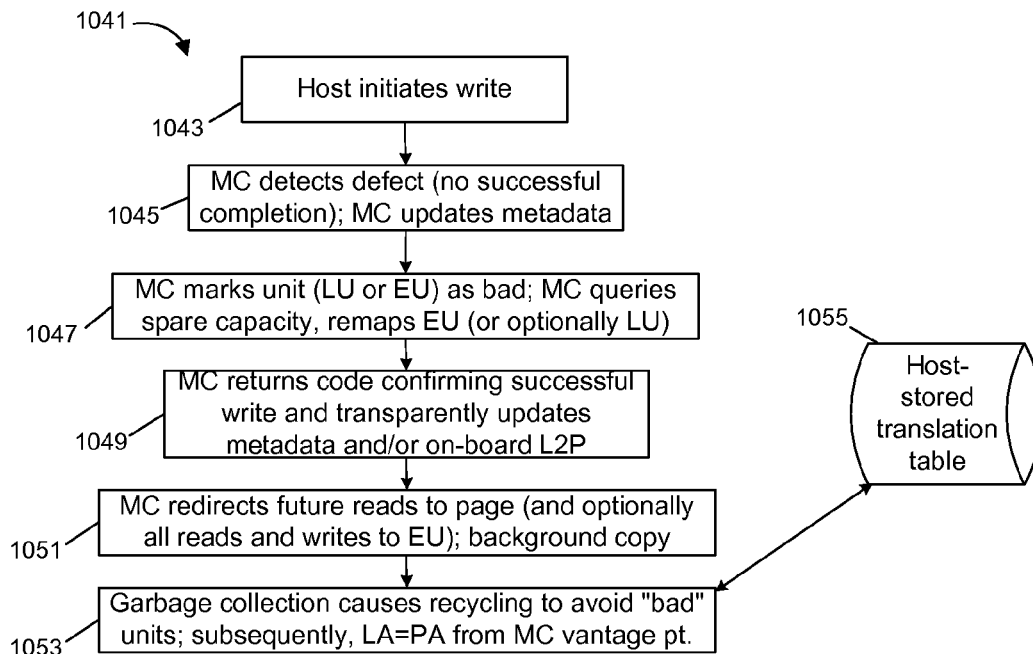 1041
Host initiates write
1043
MC detects defect (no successful
completion); MC updates metadata
1045
MC marks unit (LU or EU) as bad; MC queries
spare capacity, remaps EU (or optionally LU)
1047
1055
Host-
stored
translation
table
MC returns code confirming successful
write and transparently updates
metadata and/or on-board L2P
1049
MC redirects future reads to page (and optionally
all reads and writes to EU); background copy
1051
Garbage collection causes recycling to avoid "bad"
units; subsequently, LA=PA from MC vantage pt.
1053